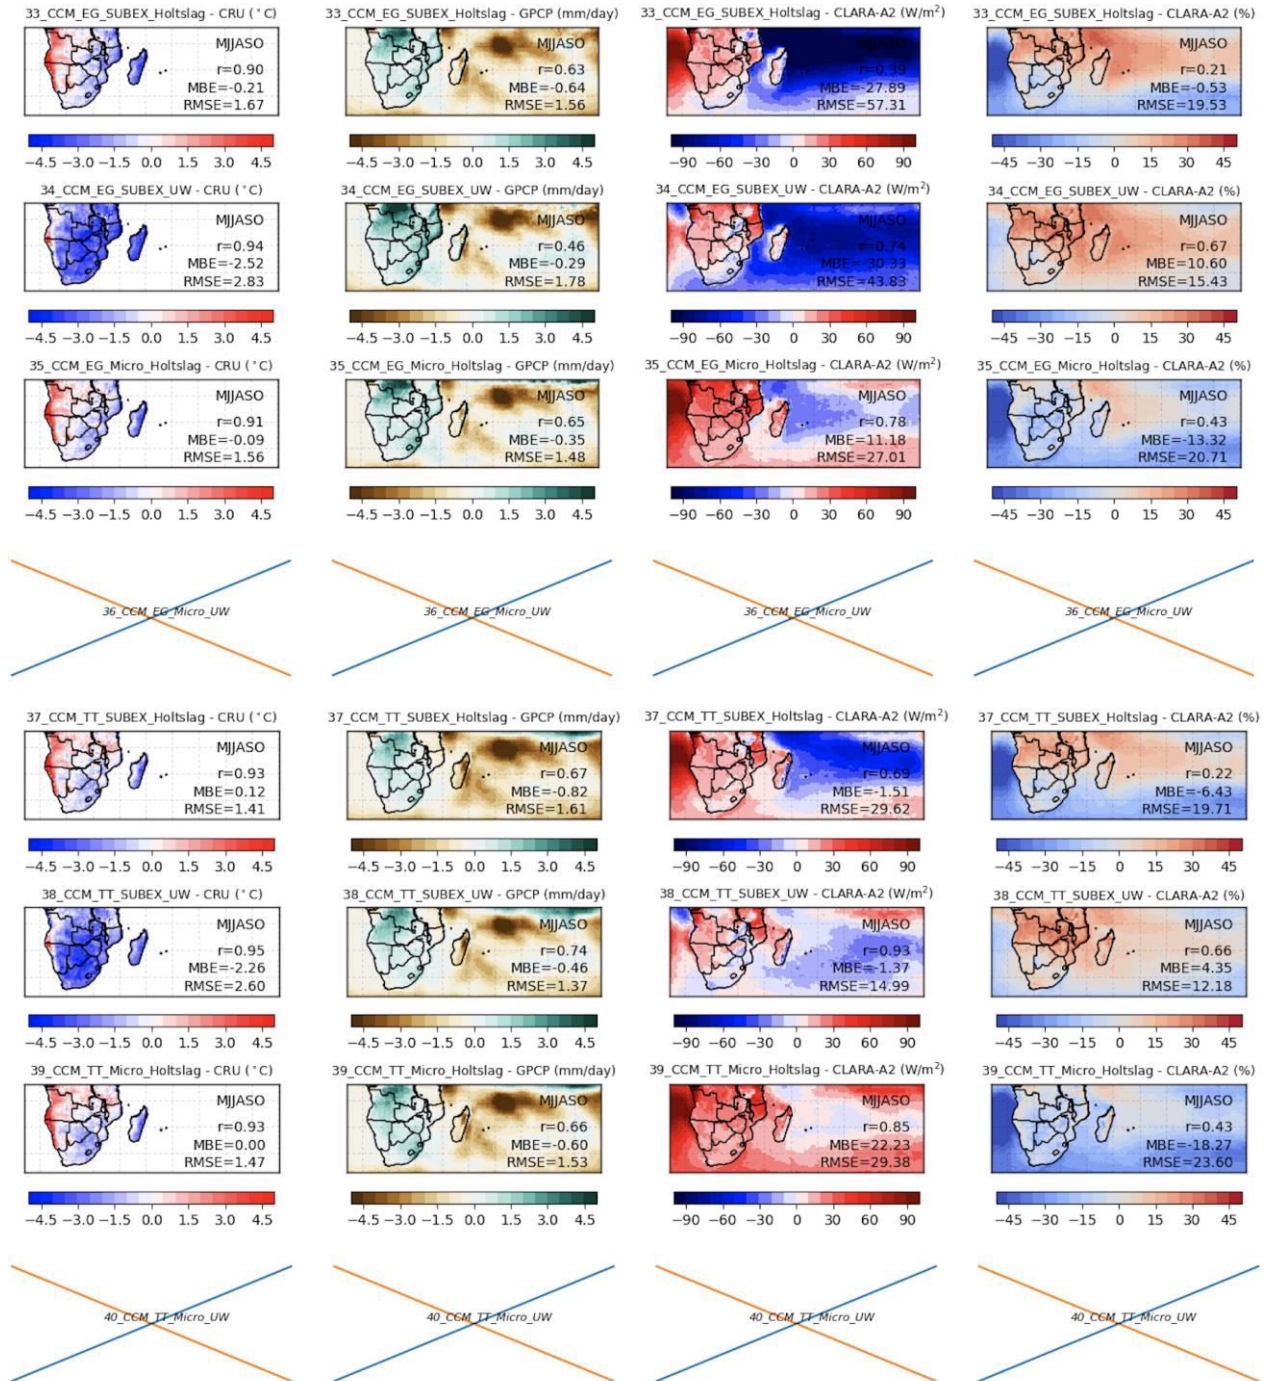 33_CCM_EG_SUBEX_Holtslag - CRU (°C)
MJJASO
r=0.90
MBE=-0.21
RMSE=1.67
−4.5 −3.0 −1.5 0.0 1.5 3.0 4.5
33_CCM_EG_SUBEX_Holtslag - GPCP (mm/day)
MJJASO
r=0.63
MBE=-0.64
RMSE=1.56
−4.5 −3.0 −1.5 0.0 1.5 3.0 4.5
33_CCM_EG_SUBEX_Holtslag - CLARA-A2 (W/m²)
MJJASO
r=0.39
MBE=-27.89
RMSE=57.31
−90 −60 −30 0 30 60 90
33_CCM_EG_SUBEX_Holtslag - CLARA-A2 (%)
MJJASO
r=0.21
MBE=-0.53
RMSE=19.53
−45 −30 −15 0 15 30 45
34_CCM_EG_SUBEX_UW - CRU (°C)
MJJASO
r=0.94
MBE=-2.52
RMSE=2.83
−4.5 −3.0 −1.5 0.0 1.5 3.0 4.5
34_CCM_EG_SUBEX_UW - GPCP (mm/day)
MJJASO
r=0.46
MBE=-0.29
RMSE=1.78
−4.5 −3.0 −1.5 0.0 1.5 3.0 4.5
34_CCM_EG_SUBEX_UW - CLARA-A2 (W/m²)
MJJASO
r=0.74
MBE=-30.33
RMSE=43.83
−90 −60 −30 0 30 60 90
34_CCM_EG_SUBEX_UW - CLARA-A2 (%)
MJJASO
r=0.67
MBE=10.60
RMSE=15.43
−45 −30 −15 0 15 30 45
35_CCM_EG_Micro_Holtslag - CRU (°C)
MJJASO
r=0.91
MBE=-0.09
RMSE=1.56
−4.5 −3.0 −1.5 0.0 1.5 3.0 4.5
35_CCM_EG_Micro_Holtslag - GPCP (mm/day)
MJJASO
r=0.65
MBE=-0.35
RMSE=1.48
−4.5 −3.0 −1.5 0.0 1.5 3.0 4.5
35_CCM_EG_Micro_Holtslag - CLARA-A2 (W/m²)
MJJASO
r=0.78
MBE=11.18
RMSE=27.01
−90 −60 −30 0 30 60 90
35_CCM_EG_Micro_Holtslag - CLARA-A2 (%)
MJJASO
r=0.43
MBE=-13.32
RMSE=20.71
−45 −30 −15 0 15 30 45
36_CCM_EG_Micro_UW
36_CCM_EG_Micro_UW
36_CCM_EG_Micro_UW
36_CCM_EG_Micro_UW
37_CCM_TT_SUBEX_Holtslag - CRU (°C)
MJJASO
r=0.93
MBE=0.12
RMSE=1.41
−4.5 −3.0 −1.5 0.0 1.5 3.0 4.5
37_CCM_TT_SUBEX_Holtslag - GPCP (mm/day)
MJJASO
r=0.67
MBE=-0.82
RMSE=1.61
−4.5 −3.0 −1.5 0.0 1.5 3.0 4.5
37_CCM_TT_SUBEX_Holtslag - CLARA-A2 (W/m²)
MJJASO
r=0.69
MBE=-1.51
RMSE=29.62
−90 −60 −30 0 30 60 90
37_CCM_TT_SUBEX_Holtslag - CLARA-A2 (%)
MJJASO
r=0.22
MBE=-6.43
RMSE=19.71
−45 −30 −15 0 15 30 45
38_CCM_TT_SUBEX_UW - CRU (°C)
MJJASO
r=0.95
MBE=-2.26
RMSE=2.60
−4.5 −3.0 −1.5 0.0 1.5 3.0 4.5
38_CCM_TT_SUBEX_UW - GPCP (mm/day)
MJJASO
r=0.74
MBE=-0.46
RMSE=1.37
−4.5 −3.0 −1.5 0.0 1.5 3.0 4.5
38_CCM_TT_SUBEX_UW - CLARA-A2 (W/m²)
MJJASO
r=0.93
MBE=-1.37
RMSE=14.99
−90 −60 −30 0 30 60 90
38_CCM_TT_SUBEX_UW - CLARA-A2 (%)
MJJASO
r=0.66
MBE=4.35
RMSE=12.18
−45 −30 −15 0 15 30 45
39_CCM_TT_Micro_Holtslag - CRU (°C)
MJJASO
r=0.93
MBE=0.00
RMSE=1.47
−4.5 −3.0 −1.5 0.0 1.5 3.0 4.5
39_CCM_TT_Micro_Holtslag - GPCP (mm/day)
MJJASO
r=0.66
MBE=-0.60
RMSE=1.53
−4.5 −3.0 −1.5 0.0 1.5 3.0 4.5
39_CCM_TT_Micro_Holtslag - CLARA-A2 (W/m²)
MJJASO
r=0.85
MBE=22.23
RMSE=29.38
−90 −60 −30 0 30 60 90
39_CCM_TT_Micro_Holtslag - CLARA-A2 (%)
MJJASO
r=0.43
MBE=-18.27
RMSE=23.60
−45 −30 −15 0 15 30 45
40_CCM_TT_Micro_UW
40_CCM_TT_Micro_UW
40_CCM_TT_Micro_UW
40_CCM_TT_Micro_UW